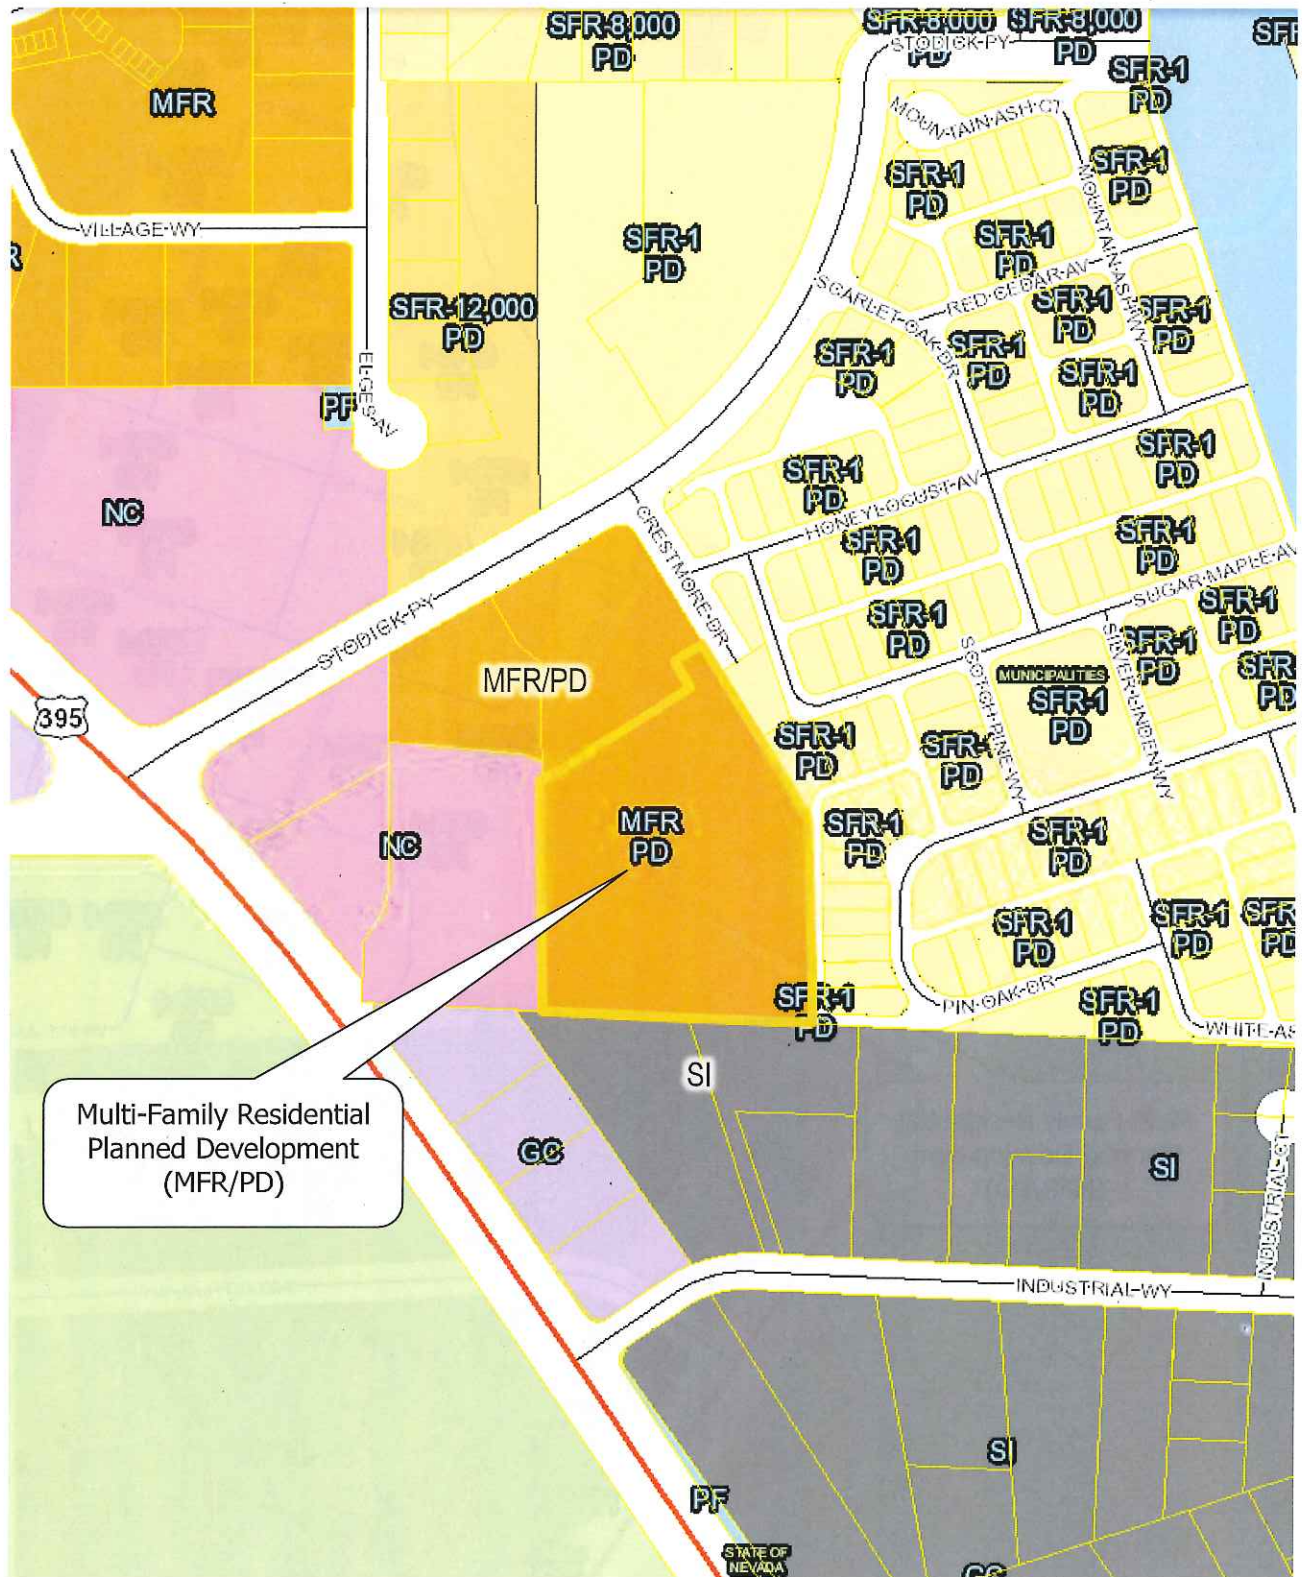 SFR-8,000
PD
SFR-8,000
PD
SFR-8,000
PD
SFR
STODICK PY
SFR-1
PD
MFR
MOUNTAIN ASH CT
SFR-1
PD
SFR-1
PD
MOUNTAIN ASH WY
VILLAGE WY
SFR-1
PD
SFR-1
PD
R
SFR-12,000
PD
SCARLET OAK DR
RED CEDAR AV
SFR-1
PD
SFR-1
PD
SFR-1
PD
SFR-1
PD
SFR-1
PD
EL GES AV
PF
NC
SFR-1
PD
SFR-1
PD
HONEYLOCUST AV
CRESTMORE DR
SFR-1
PD
SFR-1
PD
SUGAR MAPLE AV
SFR-1
PD
SFR-1
PD
STODICK PY
MFR/PD
SCOTCH PINE WY
MUNICIPALITIES
SFR-1
PD
SILVER LINDEN WY
SFR-1
PD
SFR-
PD
395
SFR-1
PD
SFR-1
PD
NC
MFR
PD
SFR-1
PD
SFR-1
PD
SFR-1
PD
SFR-1
PD
SFR
PD
SFR-1
PD
PIN OAK DR
SFR-1
PD
WHITE AS
SI
Multi-Family Residential
Planned Development
(MFR/PD)
GC
SI
INDUSTRIAL CT
INDUSTRIAL WY
SI
PF
STATE OF
NEVADA
GC